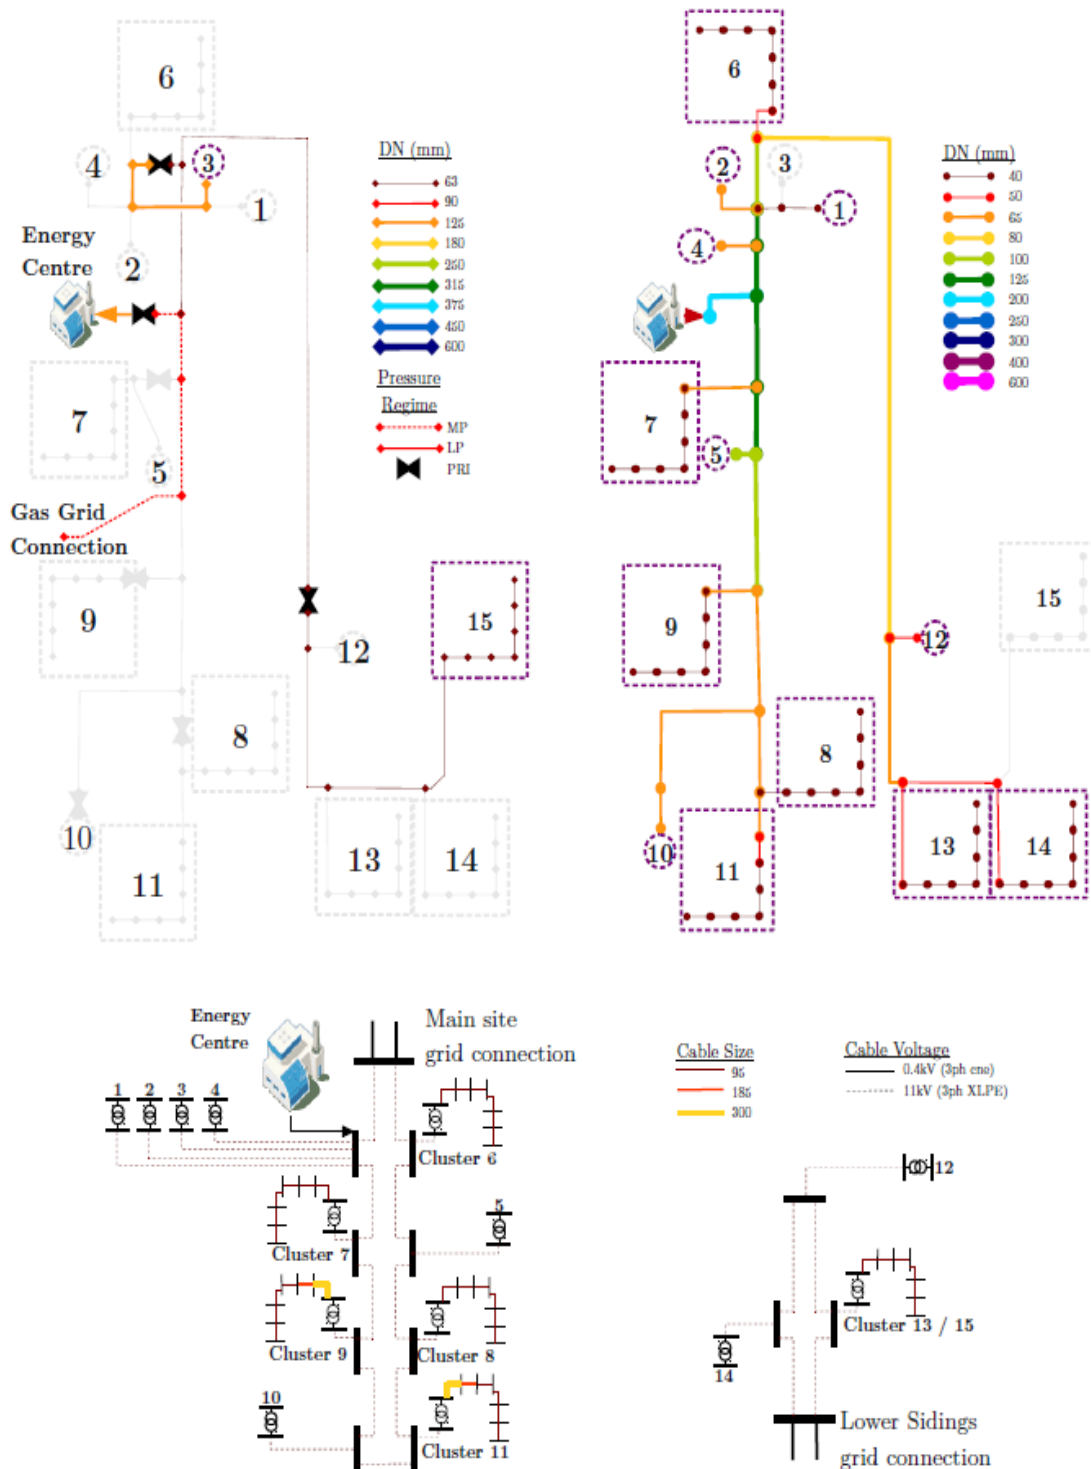 6
4
3
1
Energy
Centre
2
7
5
Gas Grid
Connection
9
8
12
15
10
11
13
14
DN (mm)
63
90
125
180
250
315
375
450
600
Pressure
Regime
MP
LP
PRI
6
2
3
1
4
7
5
9
15
12
8
10
11
13
14
DN (mm)
40
50
65
80
100
125
200
250
300
400
600
Energy
Centre
Main site
grid connection
1 2 3 4
Cluster 6
5
Cluster 7
Cluster 9
Cluster 8
10
Cluster 11
Cable Size
95
185
300
Cable Voltage
0.4kV (3ph cne)
11kV (3ph XLPE)
12
Cluster 13 / 15
14
Lower Sidings
grid connection